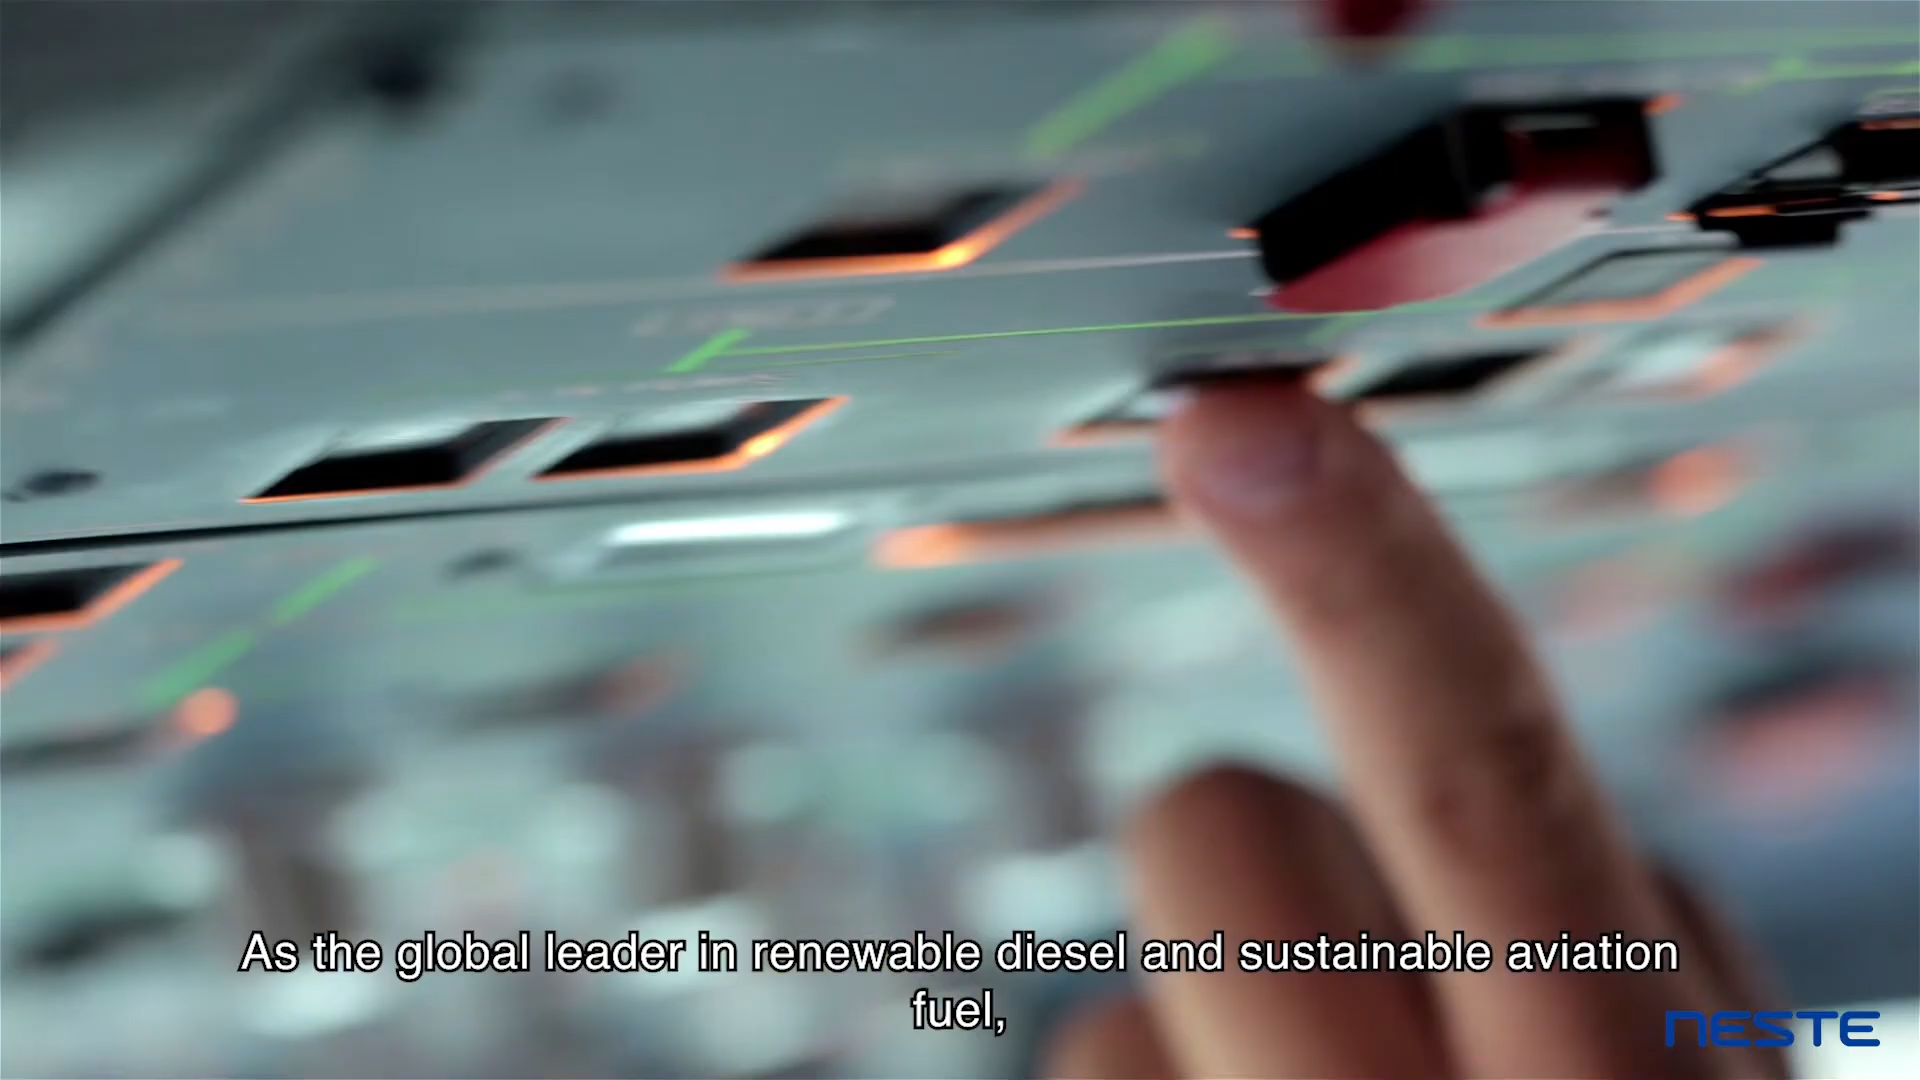 As the global leader in renewable diesel and sustainable aviation
fuel,
NESTE